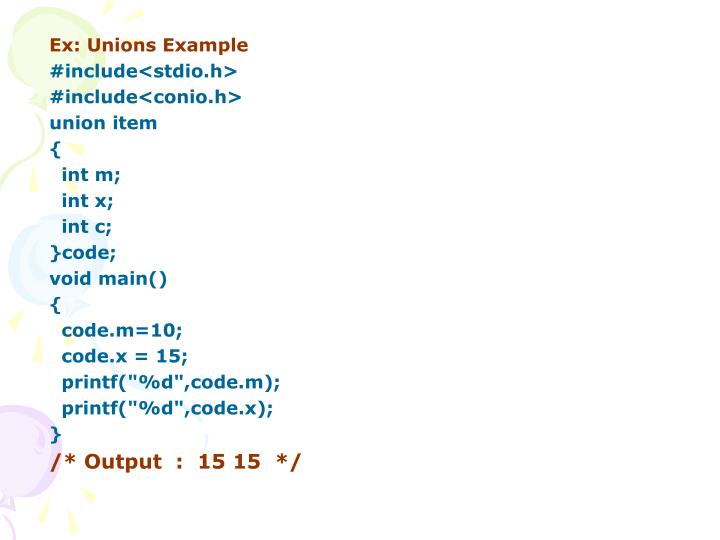 Ex: Unions Example
#include<stdio.h>
#include<conio.h>
union item
{
  int m;
  int x;
  int c;
}code;
void main()
{
  code.m=10;
  code.x = 15;
  printf("%d",code.m);
  printf("%d",code.x);
}
/* Output  :  15 15  */